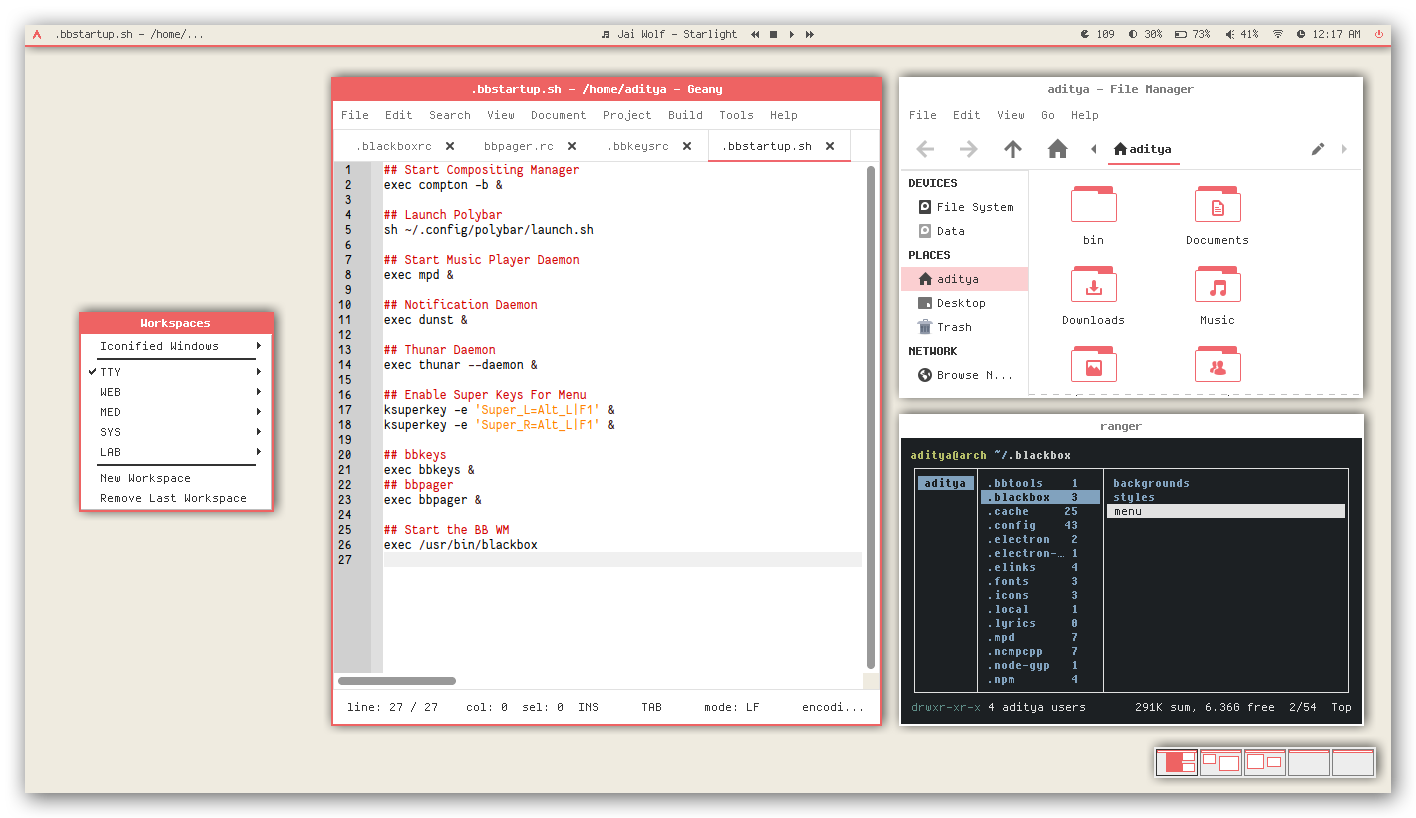 .bbstartup.sh - /home/...
Jai Wolf - Starlight
109 30% 73% 41% 12:17 AM
Workspaces
Iconified Windows
TTY
WEB
MED
SYS
LAB
New Workspace
Remove Last Workspace
.bbstartup.sh - /home/aditya - Geany
File Edit Search View Document Project Build Tools Help
.blackboxrc bbpager.rc .bbkeysrc .bbstartup.sh
1 ## Start Compositing Manager
2 exec compton -b &
3
4 ## Launch Polybar
5 sh ~/.config/polybar/launch.sh
6
7 ## Start Music Player Daemon
8 exec mpd &
9
10 ## Notification Daemon
11 exec dunst &
12
13 ## Thunar Daemon
14 exec thunar --daemon &
15
16 ## Enable Super Keys For Menu
17 ksuperkey -e 'Super_L=Alt_L|F1' &
18 ksuperkey -e 'Super_R=Alt_L|F1' &
19
20 ## bbkeys
21 exec bbkeys &
22 ## bbpager
23 exec bbpager &
24
25 ## Start the BB WM
26 exec /usr/bin/blackbox
27
line: 27 / 27 col: 0 sel: 0 INS TAB mode: LF encodi...
aditya - File Manager
File Edit View Go Help
aditya
DEVICES
File System
Data
PLACES
aditya
Desktop
Trash
NETWORK
Browse N...
bin Documents
Downloads Music
ranger
aditya@arch ~/.blackbox
aditya .bbtools 1 backgrounds
.blackbox 3 styles
.cache 25 menu
.config 43
.electron 2
.electron-… 1
.elinks 4
.fonts 3
.icons 3
.local 1
.lyrics 0
.mpd 7
.ncmpcpp 7
.node-gyp 1
.npm 4
drwxr-xr-x 4 aditya users 291K sum, 6.36G free 2/54 Top